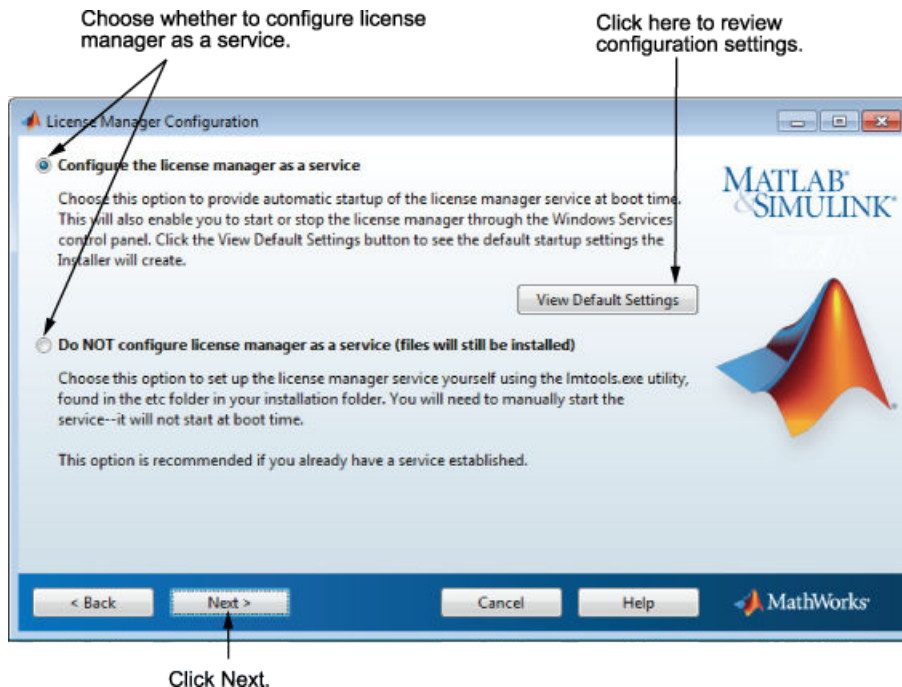 Choose whether to configure license
manager as a service.
Click here to review
configuration settings.
License Manager Configuration
Configure the license manager as a service
Choose this option to provide automatic startup of the license manager service at boot time.
This will also enable you to start or stop the license manager through the Windows Services
control panel. Click the View Default Settings button to see the default startup settings the
Installer will create.
View Default Settings
Do NOT configure license manager as a service (files will still be installed)
Choose this option to set up the license manager service yourself using the lmtools.exe utility,
found in the etc folder in your installation folder. You will need to manually start the
service--it will not start at boot time.
This option is recommended if you already have a service established.
MATLAB®
&SIMULINK®
< Back
Next >
Cancel
Help
MathWorks®
Click Next.